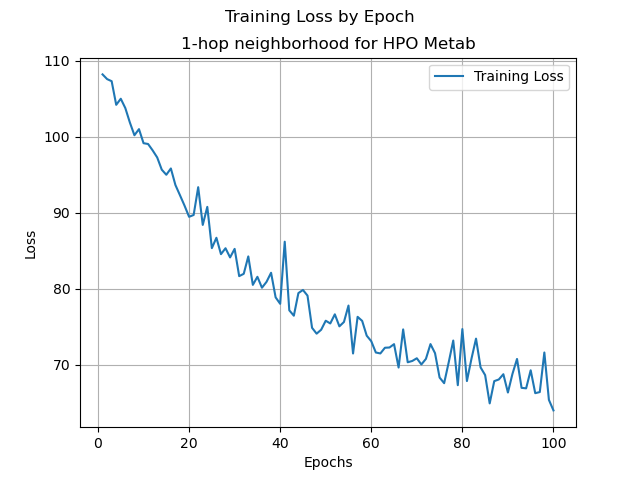 Training Loss by Epoch
1-hop neighborhood for HPO Metab
Training Loss
110
100
90
80
70
Loss
0 20 40 60 80 100
Epochs